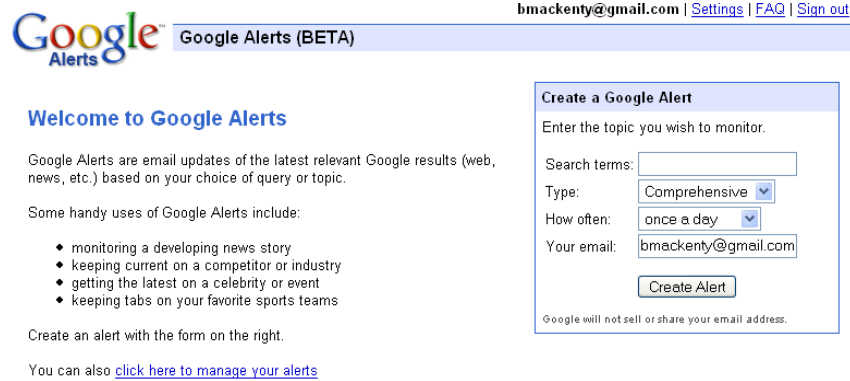 bmackenty@gmail.com | Settings | FAQ | Sign out
Google™
Alerts
Google Alerts (BETA)
Welcome to Google Alerts
Google Alerts are email updates of the latest relevant Google results (web,
news, etc.) based on your choice of query or topic.
Some handy uses of Google Alerts include:
• monitoring a developing news story
• keeping current on a competitor or industry
• getting the latest on a celebrity or event
• keeping tabs on your favorite sports teams
Create an alert with the form on the right.
You can also click here to manage your alerts
Create a Google Alert
Enter the topic you wish to monitor.
Search terms:
Type: Comprehensive
How often: once a day
Your email: bmackenty@gmail.com
Create Alert
Google will not sell or share your email address.